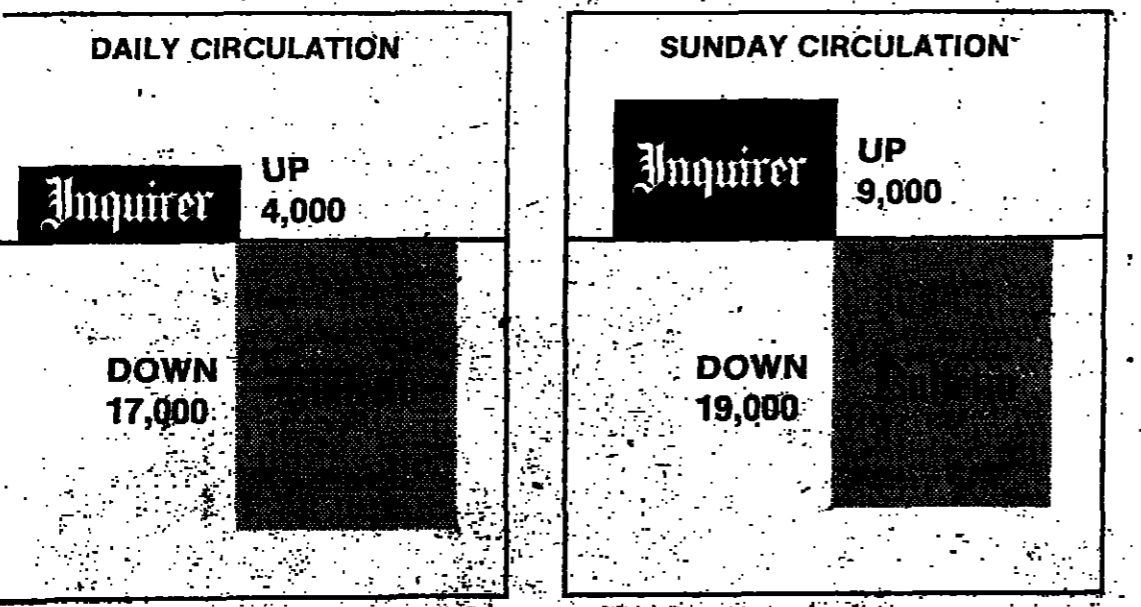 DAILY CIRCULATION
Inquirer
UP
4,000
DOWN
17,000
SUNDAY CIRCULATION
Inquirer
UP
9,000
DOWN
19,000